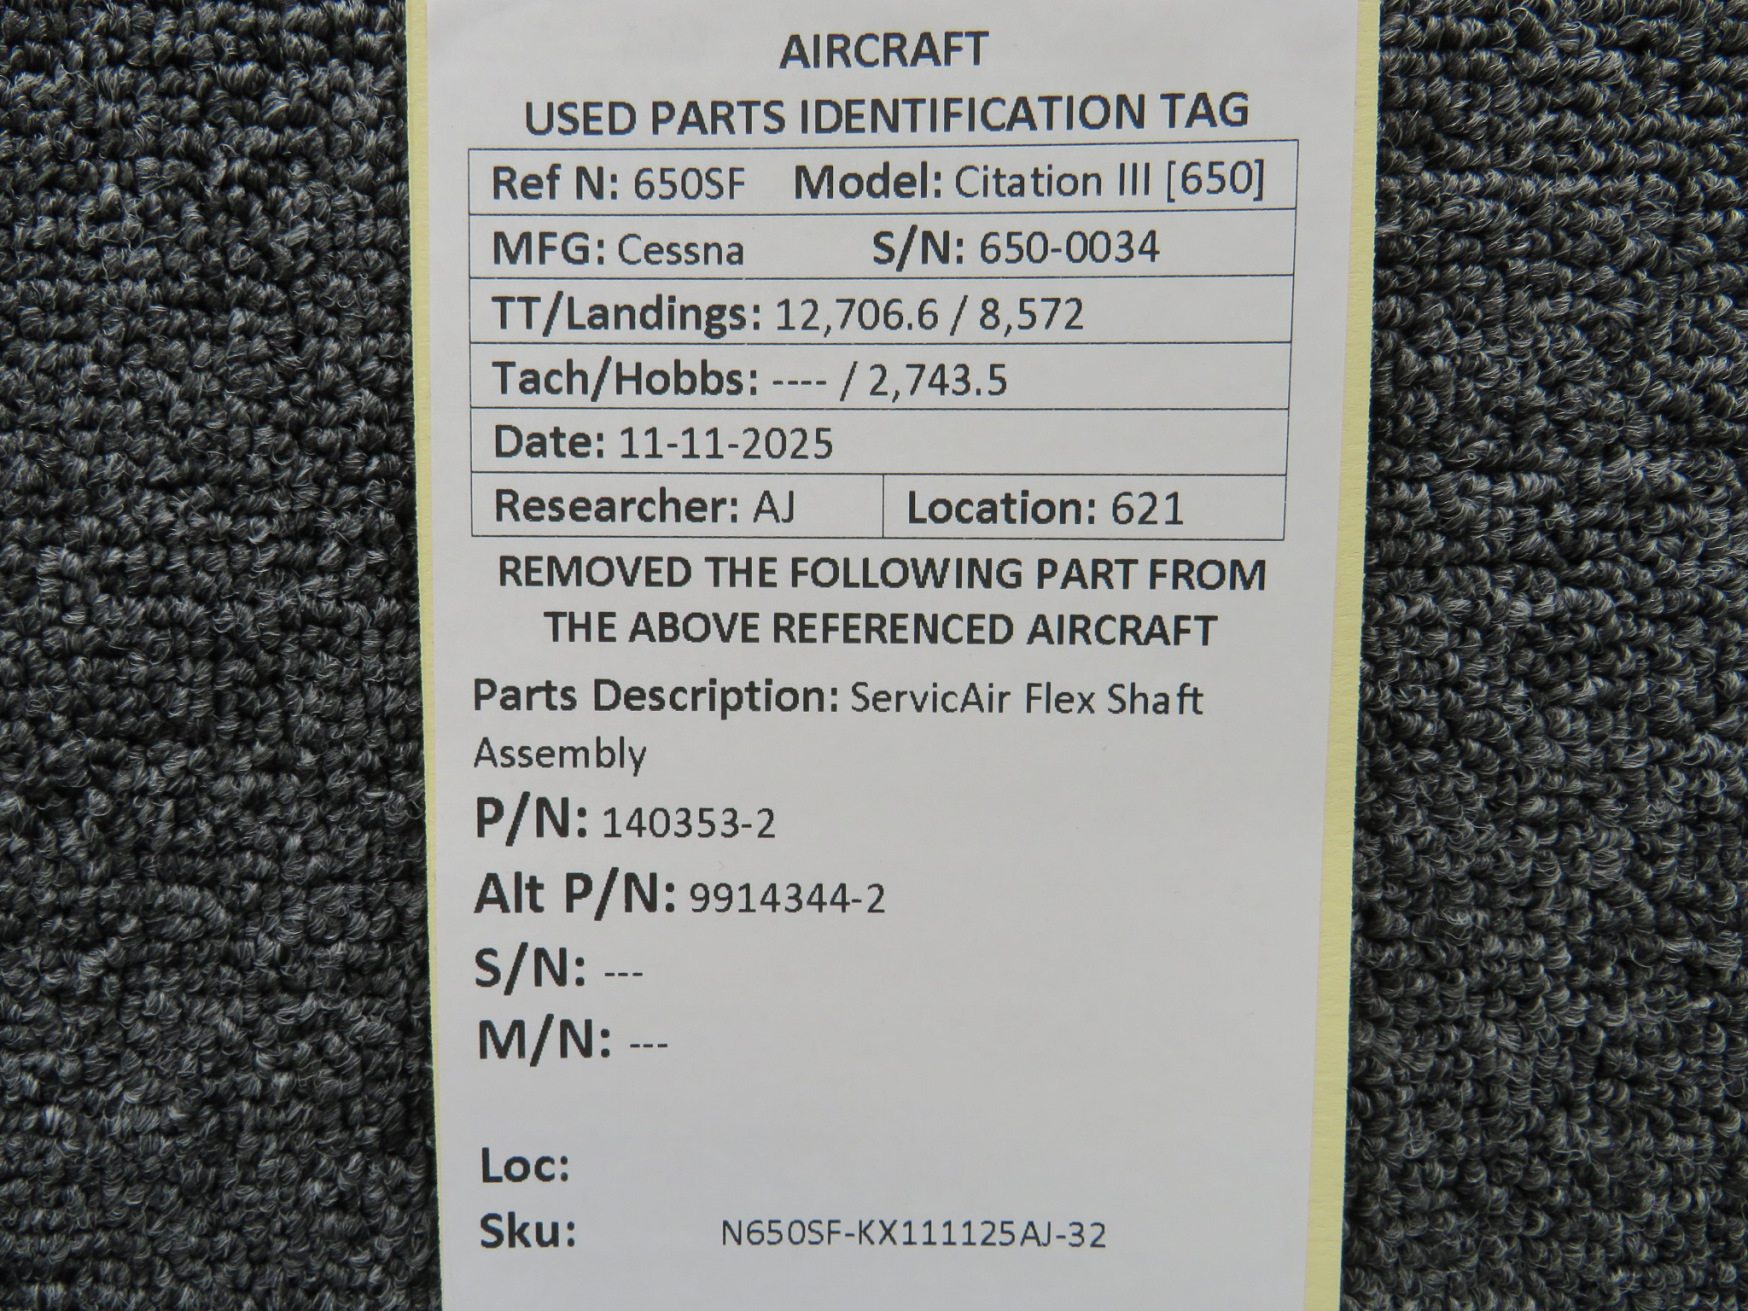 AIRCRAFT
USED PARTS IDENTIFICATION TAG
Ref N: 650SF Model: Citation III [650]
MFG: Cessna S/N: 650-0034
TT/Landings: 12,706.6 / 8,572
Tach/Hobbs: ---- / 2,743.5
Date: 11-11-2025
Researcher: AJ Location: 621
REMOVED THE FOLLOWING PART FROM
THE ABOVE REFERENCED AIRCRAFT
Parts Description: ServicAir Flex Shaft
Assembly
P/N: 140353-2
Alt P/N: 9914344-2
S/N: ---
M/N: ---
Loc:
Sku: N650SF-KX111125AJ-32